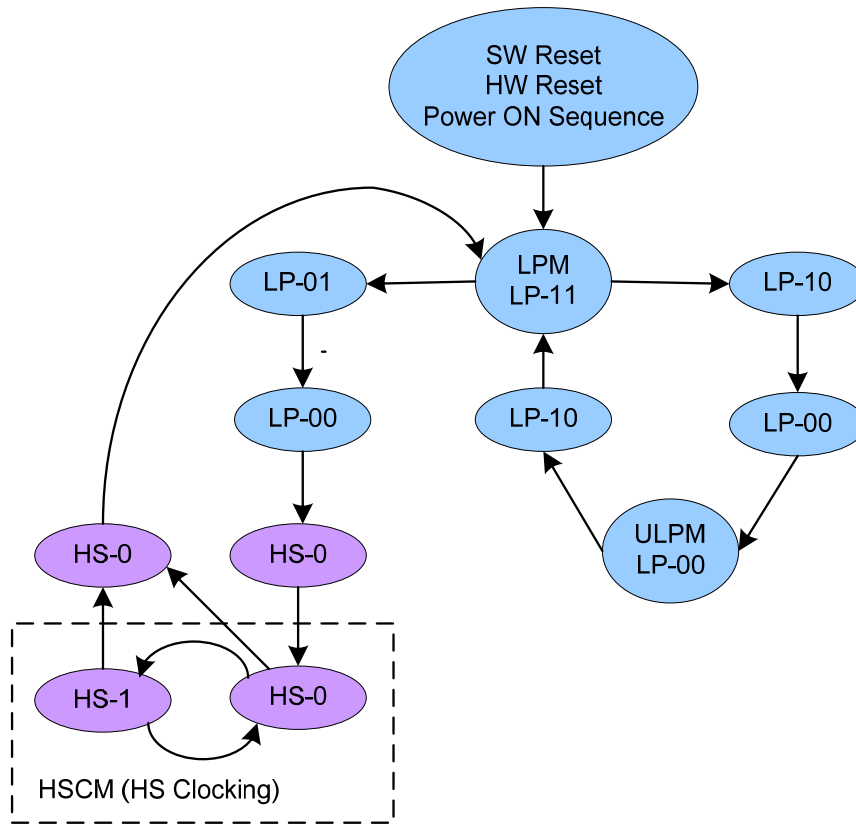 SW Reset
HW Reset
Power ON Sequence
LP-01
LPM
LP-11
LP-10
-
LP-00
LP-10
LP-00
HS-0
HS-0
ULPM
LP-00
HS-1
HS-0
HSCM (HS Clocking)